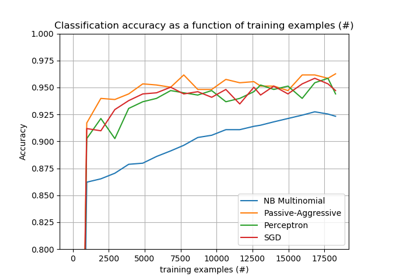 Classification accuracy as a function of training examples (#)
1.000
0.975
0.950
0.925
0.900
0.875
0.850
0.825
0.800
Accuracy
NB Multinomial
Passive-Aggressive
Perceptron
SGD
0 2500 5000 7500 10000 12500 15000 17500
training examples (#)